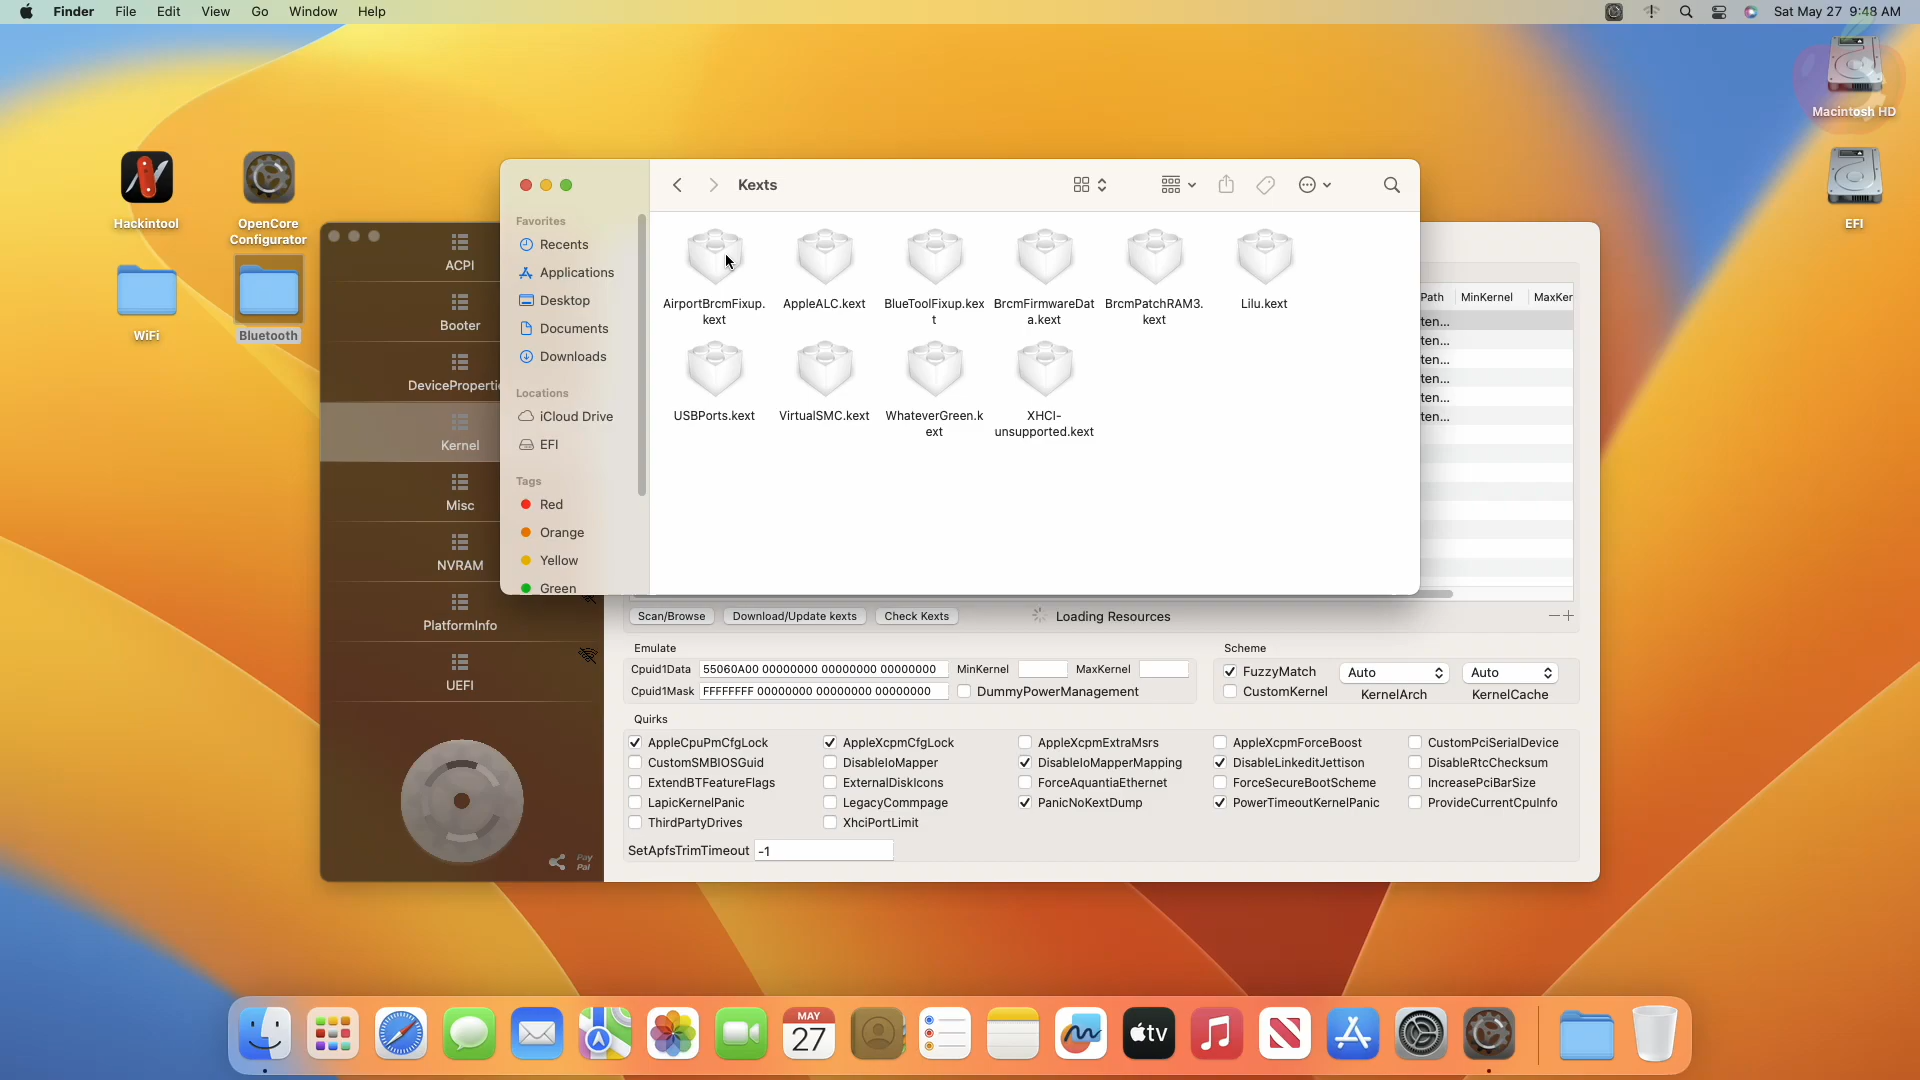 Finder File Edit View Go Window Help
Sat May 27 9:48 AM
Macintosh HD
EFI
Hackintool
OpenCore
Configurator
WiFi
Bluetooth
Kexts
Favorites
Recents
Applications
Desktop
Documents
Downloads
Locations
iCloud Drive
EFI
Tags
Red
Orange
Yellow
Green
AirportBrcmFixup.
kext
AppleALC.kext
BlueToolFixup.kex
t
BrcmFirmwareDat
a.kext
BrcmPatchRAM3.
kext
Lilu.kext
USBPorts.kext
VirtualSMC.kext
WhateverGreen.k
ext
XHCI-
unsupported.kext
ACPI
Booter
DevicePropertie
Kernel
Misc
NVRAM
PlatformInfo
UEFI
Pay
Pal
Path MinKernel MaxKer
ten...
ten...
ten...
ten...
ten...
ten...
Scan/Browse Download/Update kexts Check Kexts Loading Resources
Emulate
Cpuid1Data 55060A00 00000000 00000000 00000000 MinKernel MaxKernel
Cpuid1Mask FFFFFFFF 00000000 00000000 00000000 DummyPowerManagement
Scheme
FuzzyMatch Auto Auto
CustomKernel KernelArch KernelCache
Quirks
AppleCpuPmCfgLock AppleXcpmCfgLock AppleXcpmExtraMsrs AppleXcpmForceBoost CustomPciSerialDevice
CustomSMBIOSGuid DisableIoMapper DisableIoMapperMapping DisableLinkeditJettison DisableRtcChecksum
ExtendBTFeatureFlags ExternalDiskIcons ForceAquantiaEthernet ForceSecureBootScheme IncreasePciBarSize
LapicKernelPanic LegacyCommpage PanicNoKextDump PowerTimeoutKernelPanic ProvideCurrentCpuInfo
ThirdPartyDrives XhciPortLimit
SetApfsTrimTimeout -1
MAY
27
tv